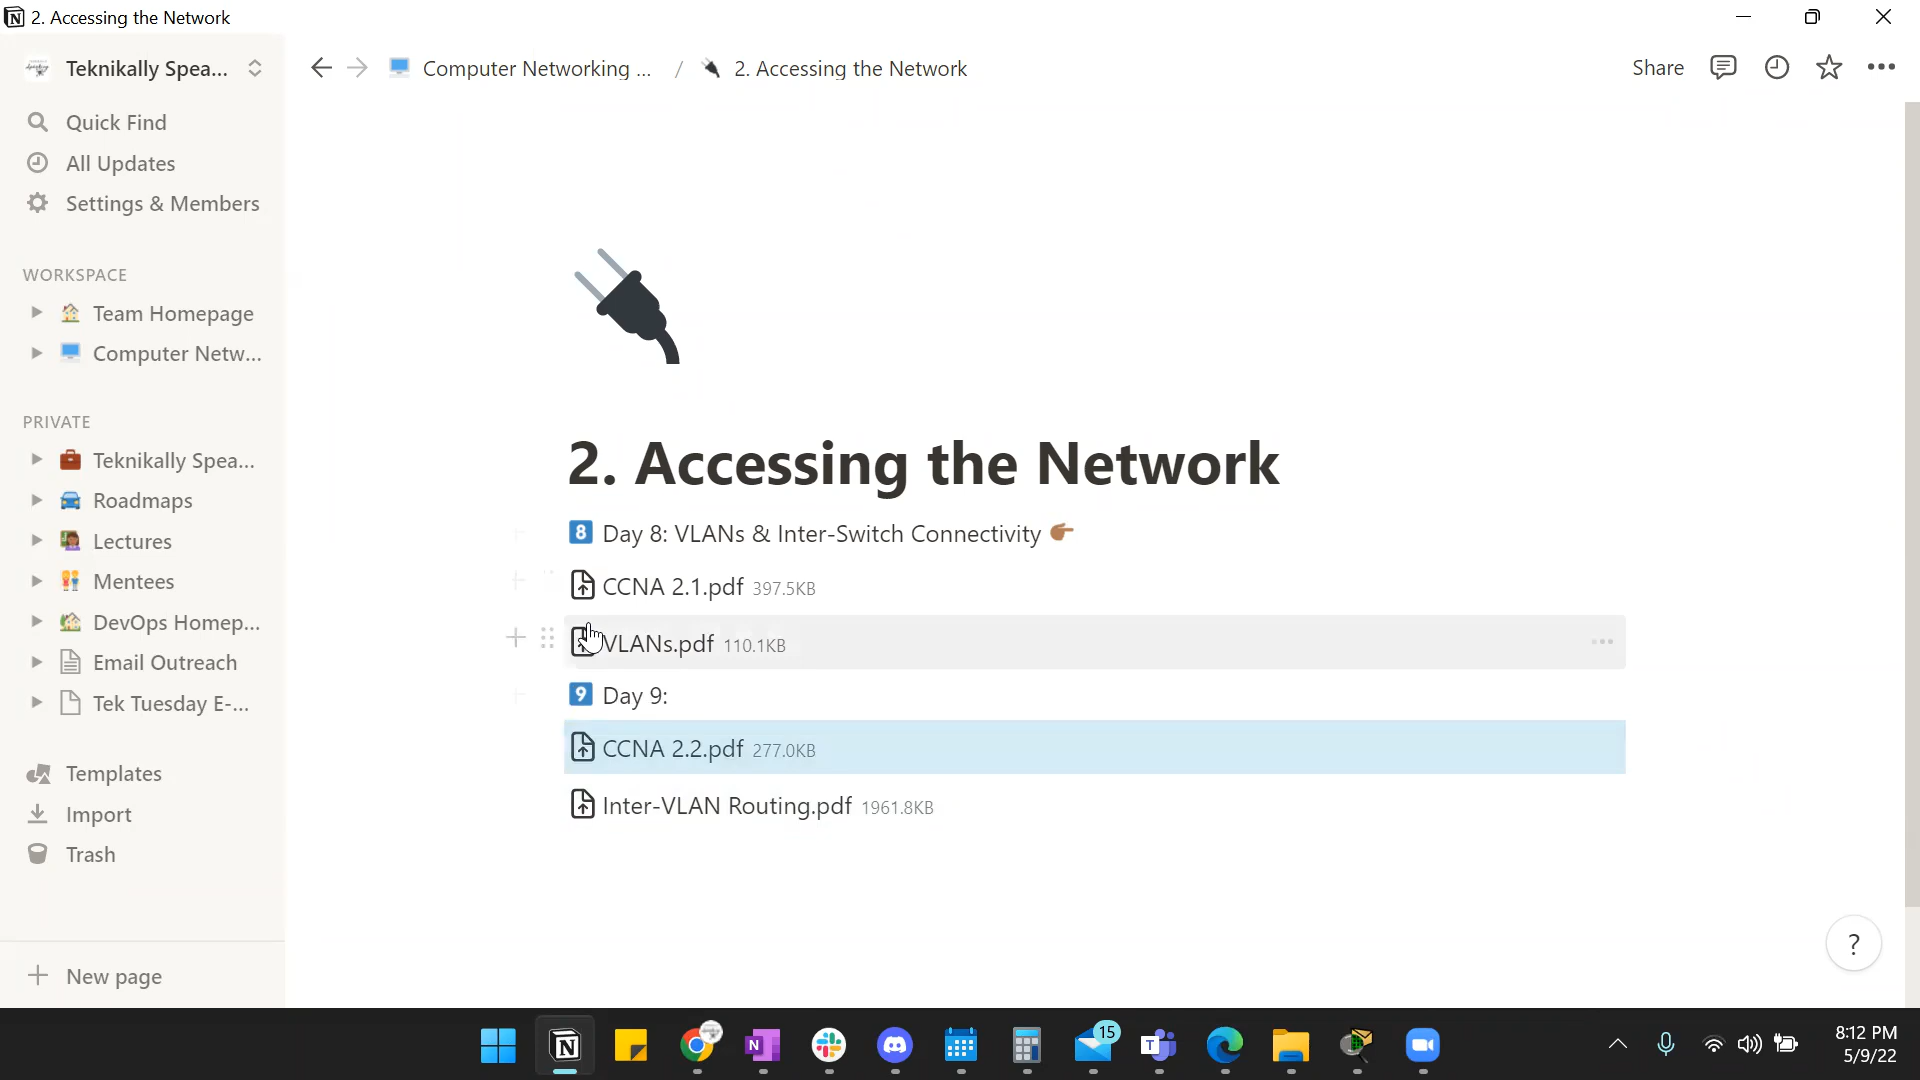 2. Accessing the Network
Teknikally Spea...
Computer Networking ... / 2. Accessing the Network
Share
Quick Find
All Updates
Settings & Members
WORKSPACE
Team Homepage
Computer Netw...
PRIVATE
Teknikally Spea...
Roadmaps
Lectures
Mentees
DevOps Homep...
Email Outreach
Tek Tuesday E-...
Templates
Import
Trash
New page
2. Accessing the Network
8 Day 8: VLANs & Inter-Switch Connectivity
CCNA 2.1.pdf 397.5KB
VLANs.pdf 110.1KB
9 Day 9:
CCNA 2.2.pdf 277.0KB
Inter-VLAN Routing.pdf 1961.8KB
?
15
8:12 PM
5/9/22